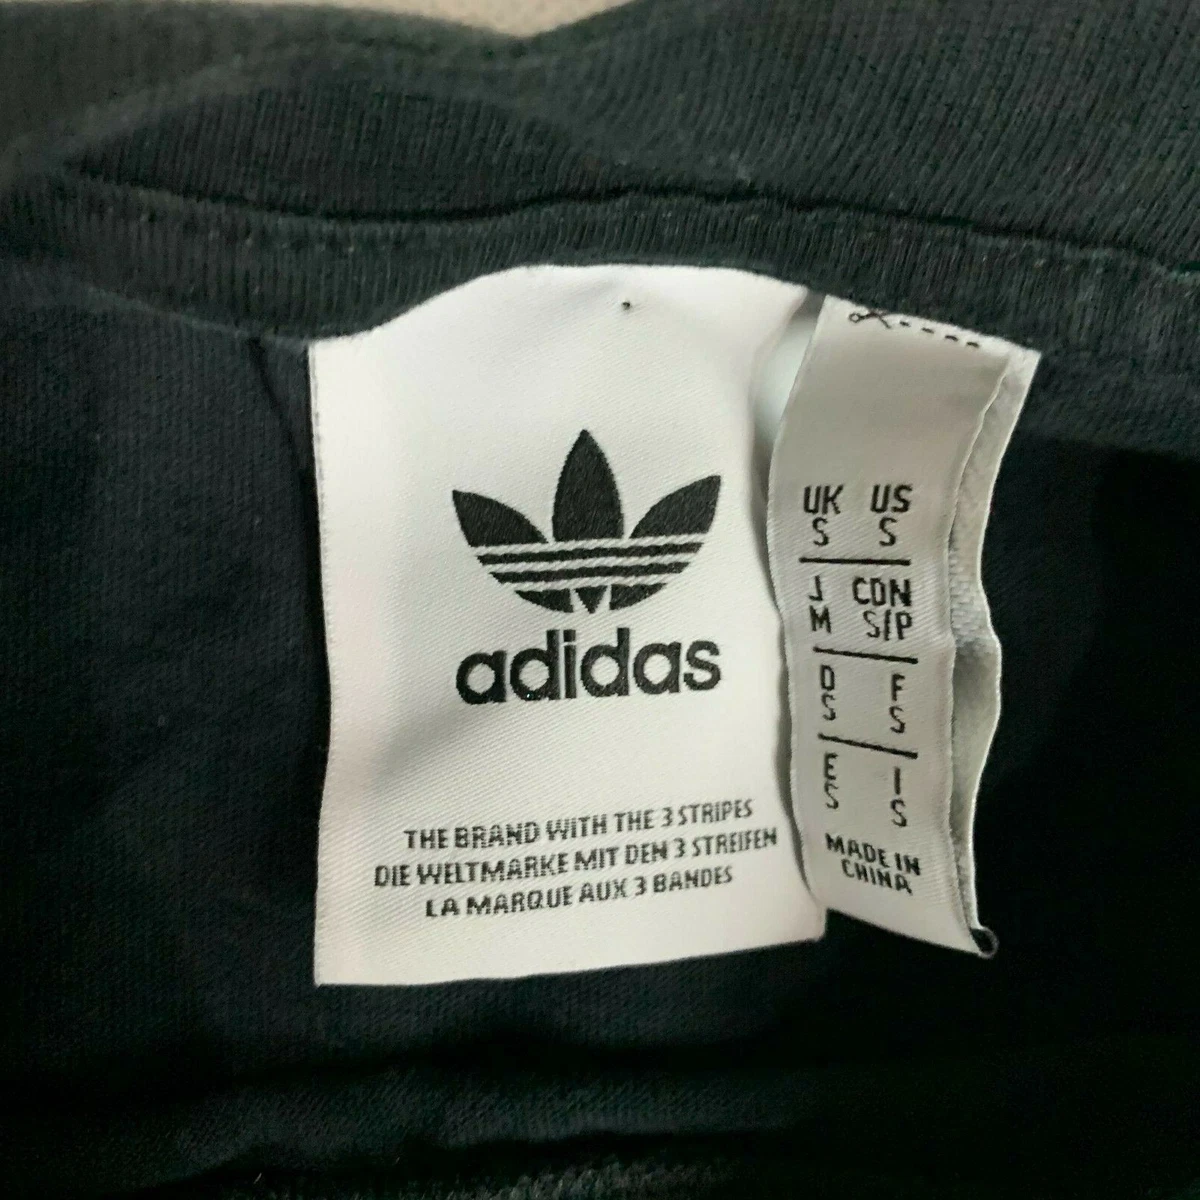 adidas
THE BRAND WITH THE 3 STRIPES
DIE WELTMARKE MIT DEN 3 STREIFEN
LA MARQUE AUX 3 BANDES
UK US
S S
J CDN
M S/P
D F
S S
E I
S S
MADE IN
CHINA